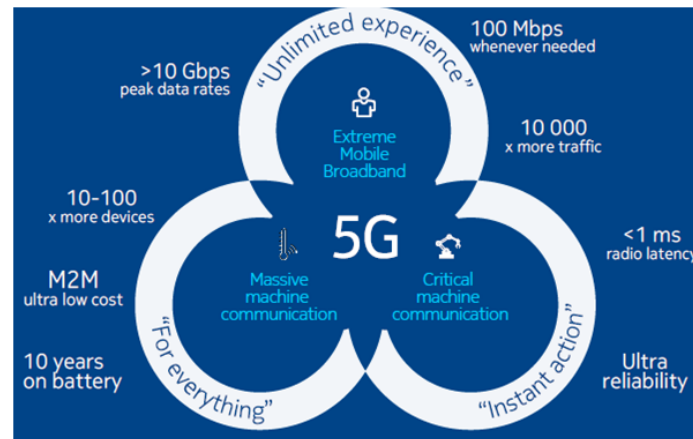 "Unlimited experience"
100 Mbps
whenever needed
>10 Gbps
peak data rates
Extreme
Mobile
Broadband
10 000
x more traffic
10-100
x more devices
5G
<1 ms
radio latency
M2M
ultra low cost
Massive
machine
communication
Critical
machine
communication
10 years
on battery
"For everything"
"Instant action"
Ultra
reliability